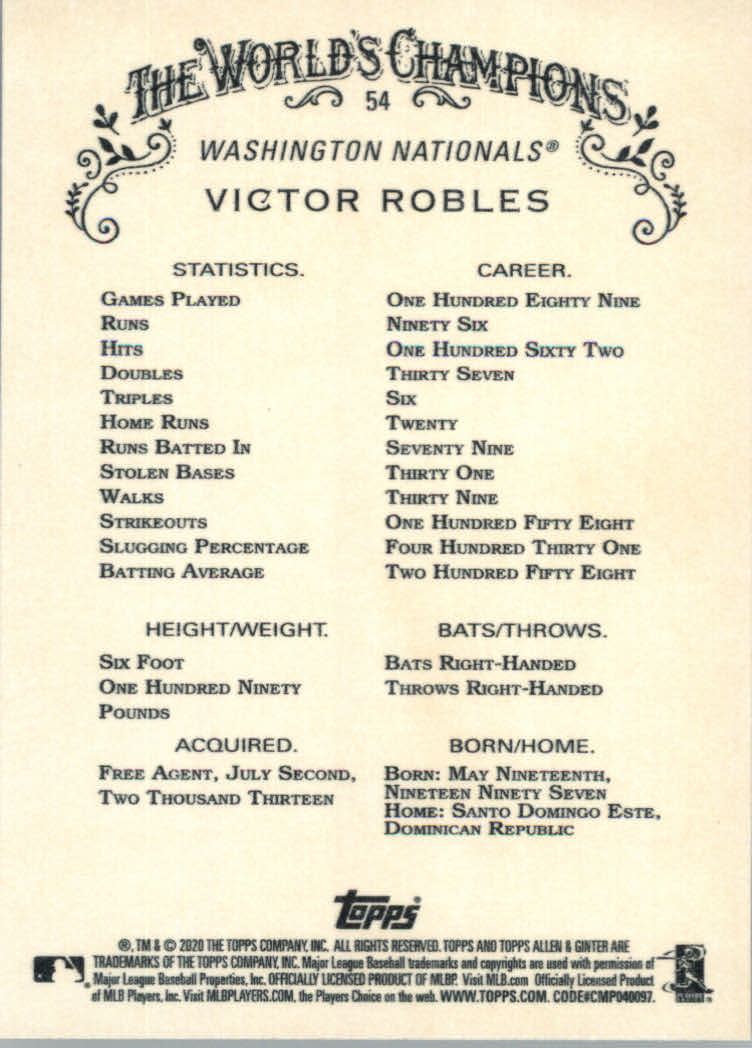 THE WORLD'S CHAMPIONS
54
WASHINGTON NATIONALS®
VICTOR ROBLES
STATISTICS. CAREER.
GAMES PLAYED ONE HUNDRED EIGHTY NINE
RUNS NINETY SIX
HITS ONE HUNDRED SIXTY TWO
DOUBLES THIRTY SEVEN
TRIPLES SIX
HOME RUNS TWENTY
RUNS BATTED IN SEVENTY NINE
STOLEN BASES THIRTY ONE
WALKS THIRTY NINE
STRIKEOUTS ONE HUNDRED FIFTY EIGHT
SLUGGING PERCENTAGE FOUR HUNDRED THIRTY ONE
BATTING AVERAGE TWO HUNDRED FIFTY EIGHT
HEIGHT/WEIGHT.
SIX FOOT
ONE HUNDRED NINETY
POUNDS
BATS/THROWS.
BATS RIGHT-HANDED
THROWS RIGHT-HANDED
ACQUIRED.
FREE AGENT, JULY SECOND,
TWO THOUSAND THIRTEEN
BORN/HOME.
BORN: MAY NINETEENTH,
NINETEEN NINETY SEVEN
HOME: SANTO DOMINGO ESTE,
DOMINICAN REPUBLIC
topps®
®, TM & © 2020 THE TOPPS COMPANY, INC. ALL RIGHTS RESERVED. TOPPS AND TOPPS ALLEN & GINTER ARE
TRADEMARKS OF THE TOPPS COMPANY, INC. Major League Baseball trademarks and copyrights are used with permission of
Major League Baseball Properties, Inc. OFFICIALLY LICENSED PRODUCT OF MLBP. Visit MLB.com Officially Licensed Product
of MLB Players, Inc. Visit MLBPLAYERS.COM, the Players Choice on the web. WWW.TOPPS.COM. CODE#CMP040097.